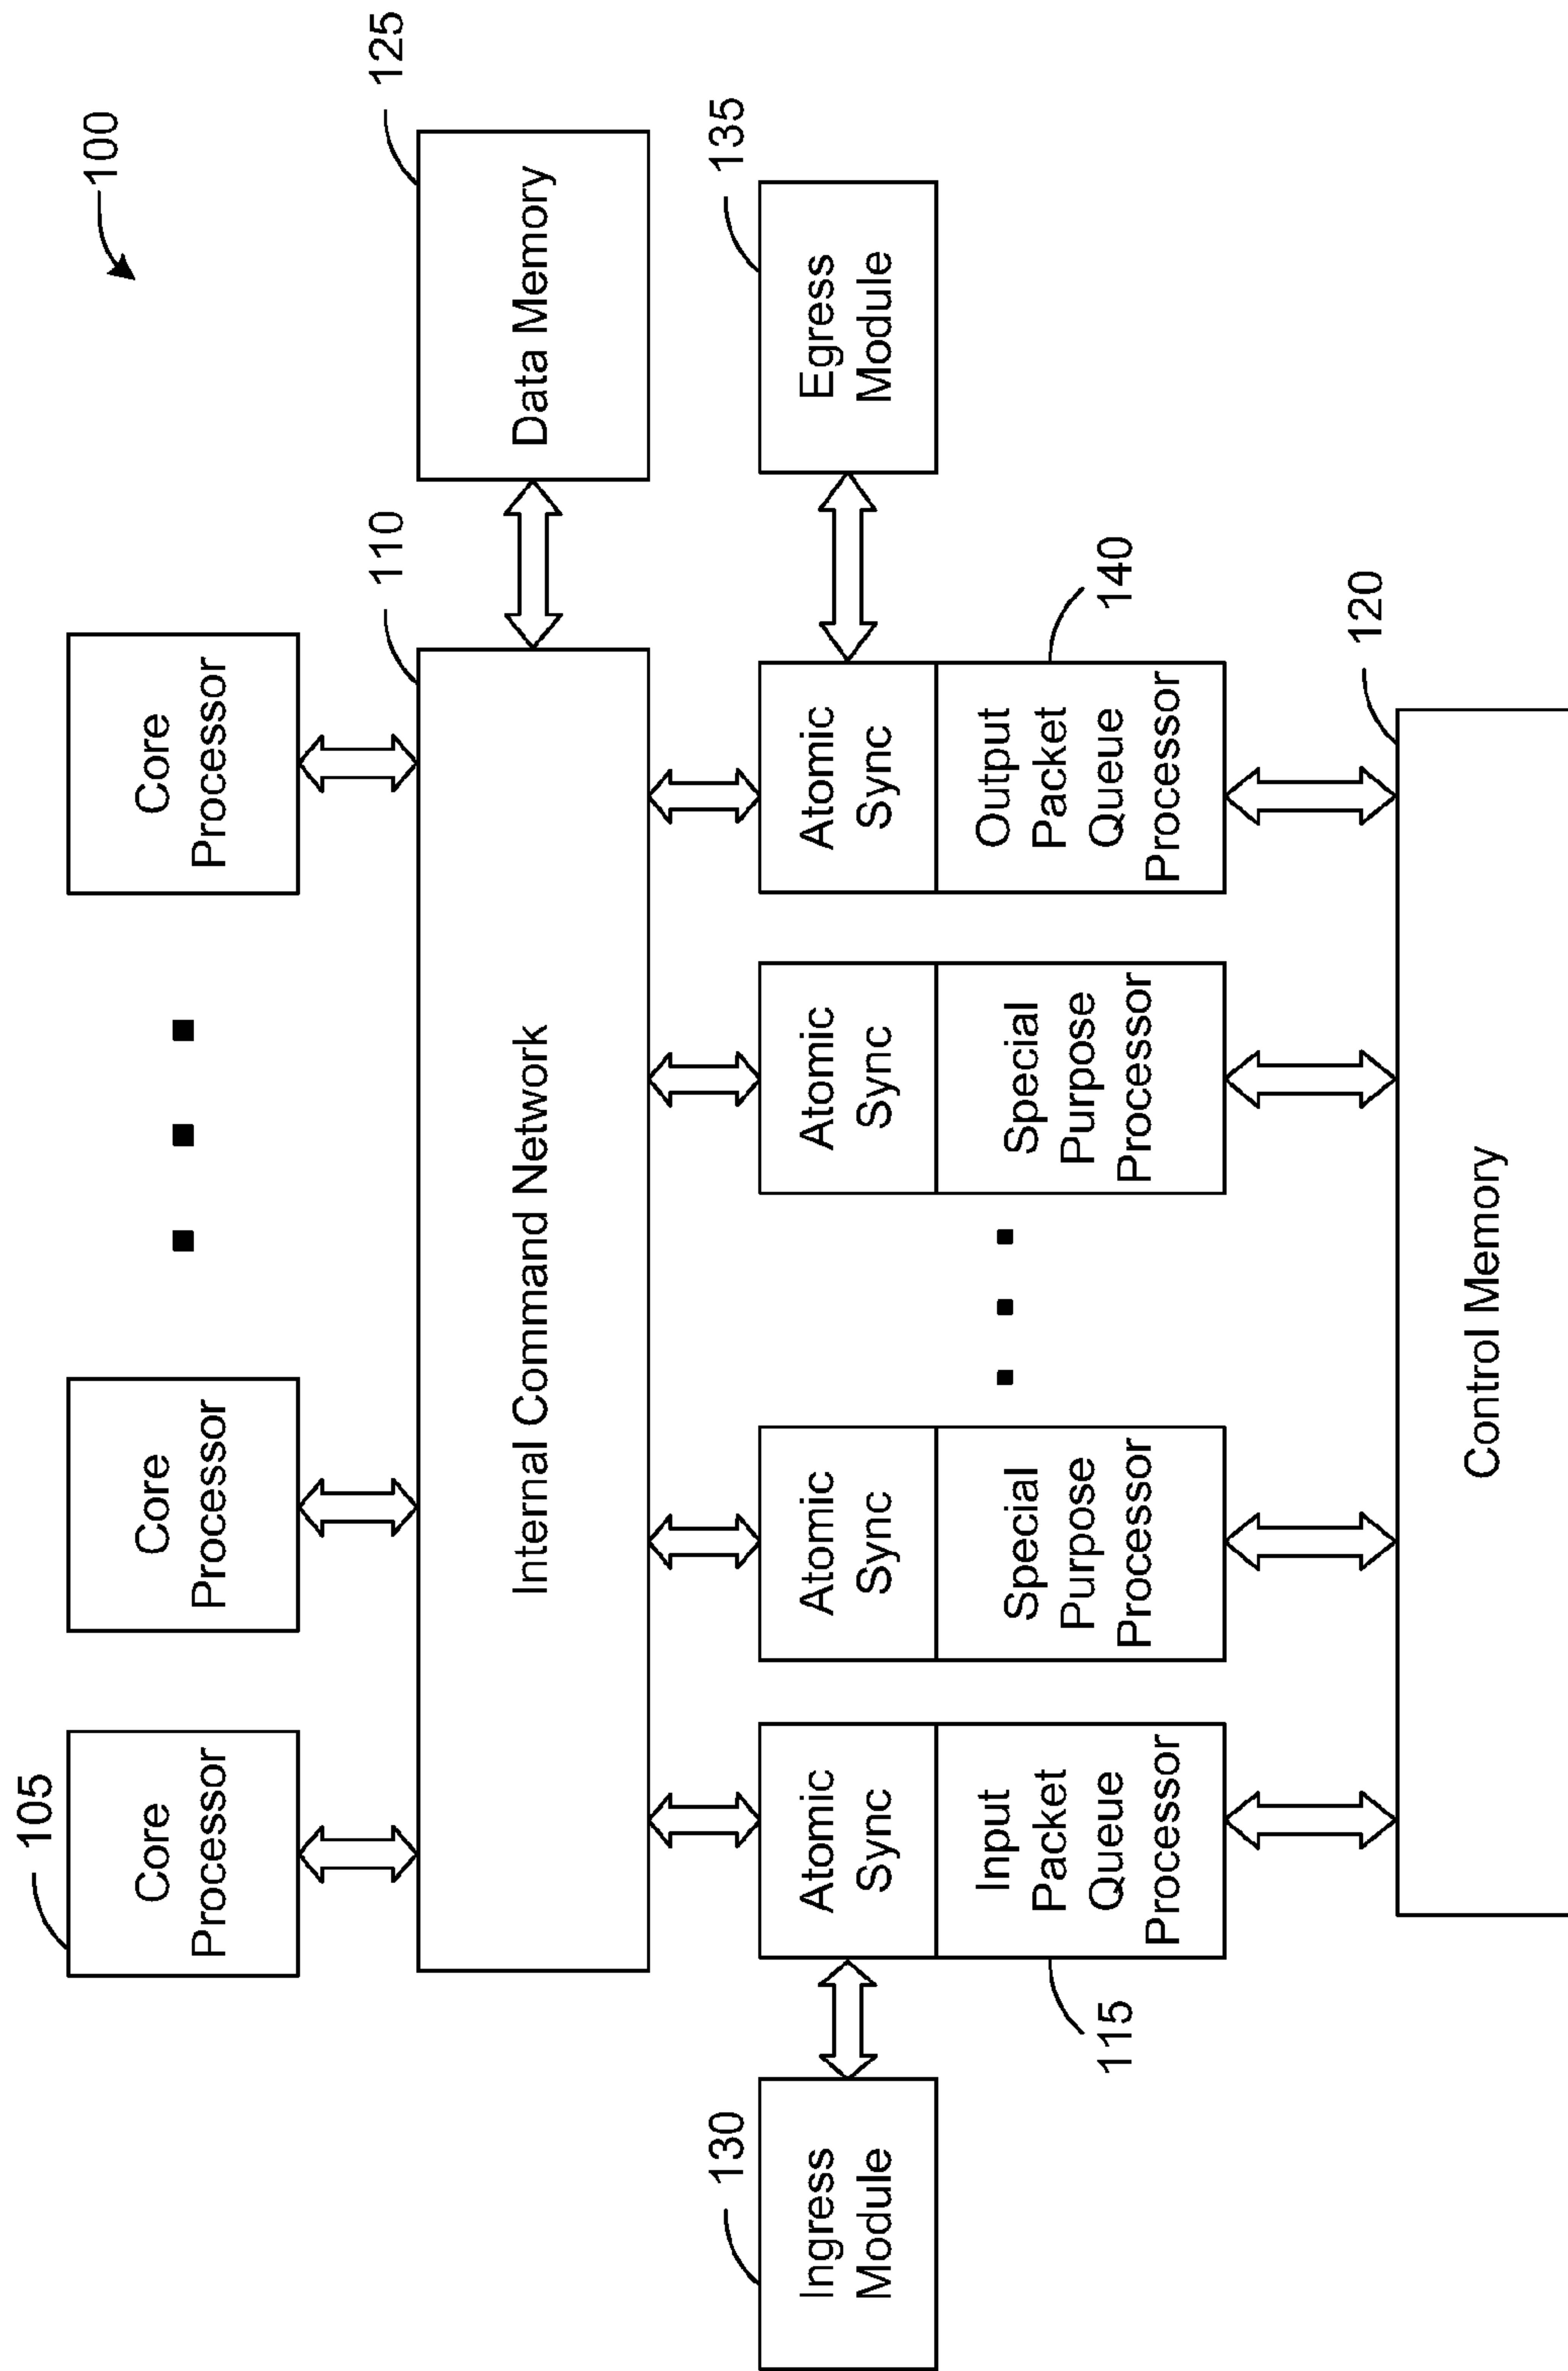 100
105
Core
Processor
Core
Processor
Core
Processor
110
125
Internal Command Network
Data Memory
130
Ingress
Module
Atomic
Sync
Atomic
Sync
Atomic
Sync
Atomic
Sync
135
Egress
Module
115
Input
Packet
Queue
Processor
Special
Purpose
Processor
Special
Purpose
Processor
Output
Packet
Queue
Processor
140
120
Control Memory